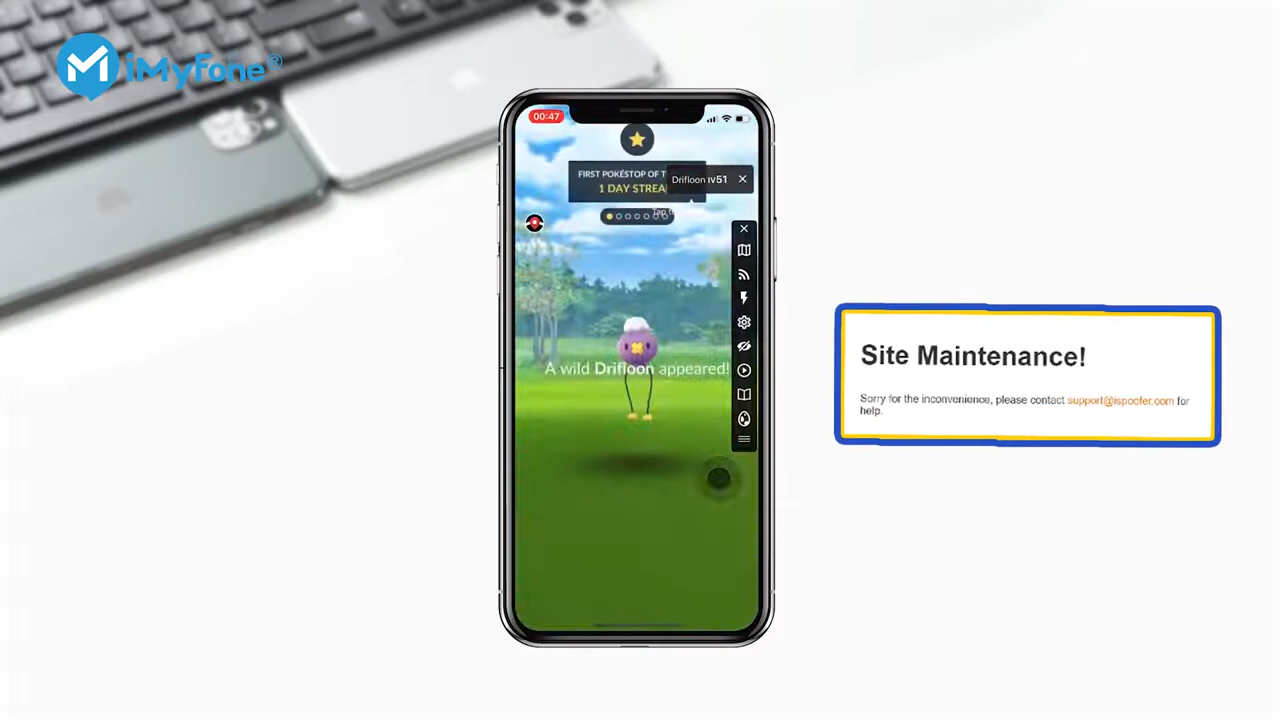 iMyFone®
00:47
FIRST POKÉSTOP OF T
1 DAY STREA
Drifloon IV51
Tap
A wild Drifloon appeared!
Site Maintenance!
Sorry for the inconvenience, please contact support@ispoofer.com for
help.